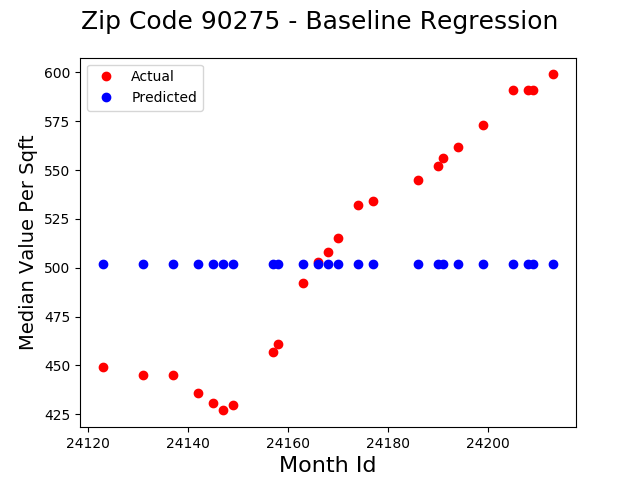 Zip Code 90275 - Baseline Regression
Actual
Predicted
Median Value Per Sqft
600
575
550
525
500
475
450
425
24120 24140 24160 24180 24200
Month Id